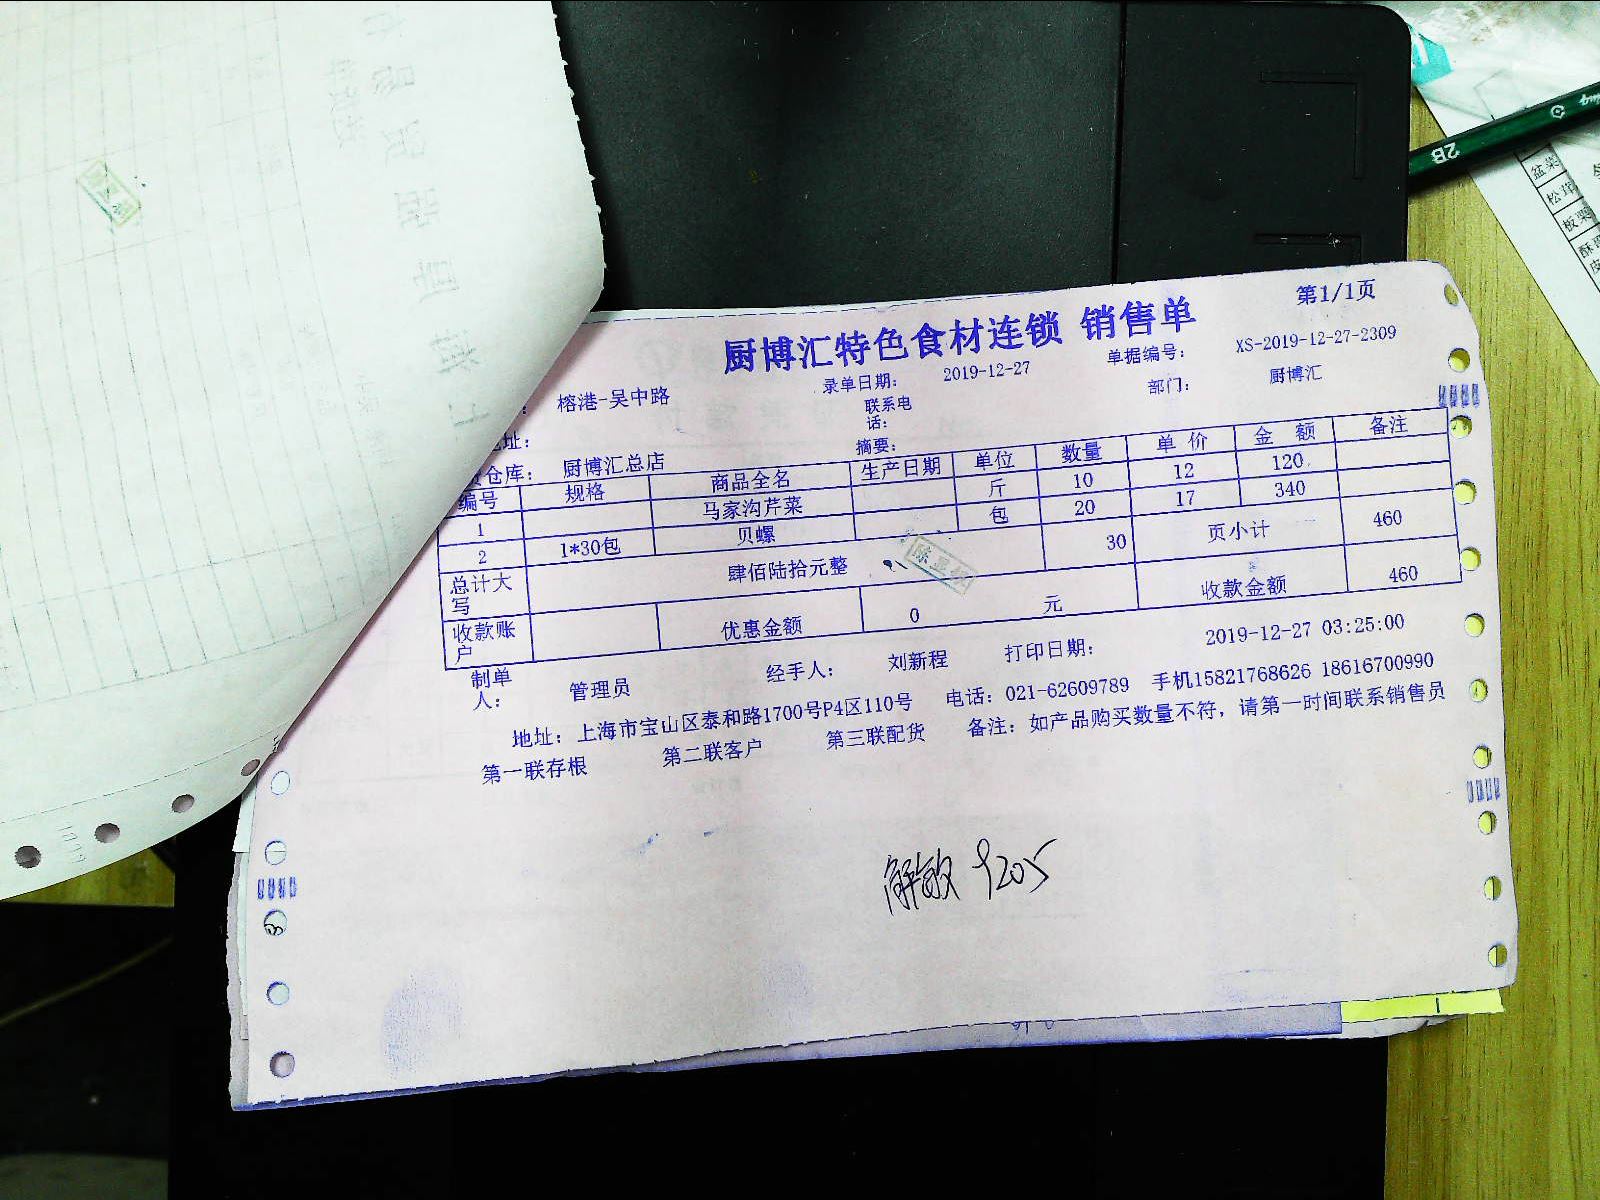 第1/1页
厨博汇特色食材连锁 销售单
: 榕港-吴中路 录单日期: 2019-12-27 单据编号: XS-2019-12-27-2309
址: 联系电话: 部门: 厨博汇
仓库: 厨博汇总店 摘要:
编号 规格 商品全名 生产日期 单位 数量 单 价 金 额 备注
1 马家沟芹菜 斤 10 12 120
2 1*30包 贝螺 包 20 17 340
总计大写 肆佰陆拾元整 30 页小计 460
收款账户 优惠金额 0 元 收款金额 460
制单人: 管理员 经手人: 刘新程 打印日期: 2019-12-27 03:25:00
地址: 上海市宝山区泰和路1700号P4区110号 电话: 021-62609789 手机15821768626 18616700990
第一联存根 第二联客户 第三联配货 备注: 如产品购买数量不符, 请第一时间联系销售员
解敏 9205
2B
盆菜
松茸
板栗